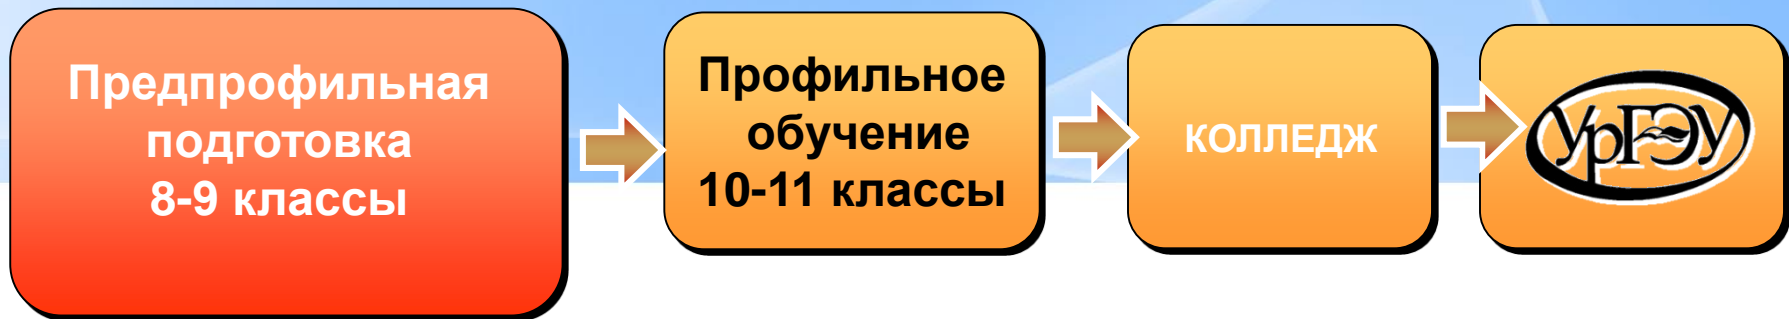 Предпрофильная
подготовка
8-9 классы
Профильное
обучение
10-11 классы
КОЛЛЕДЖ
УрГЭУ